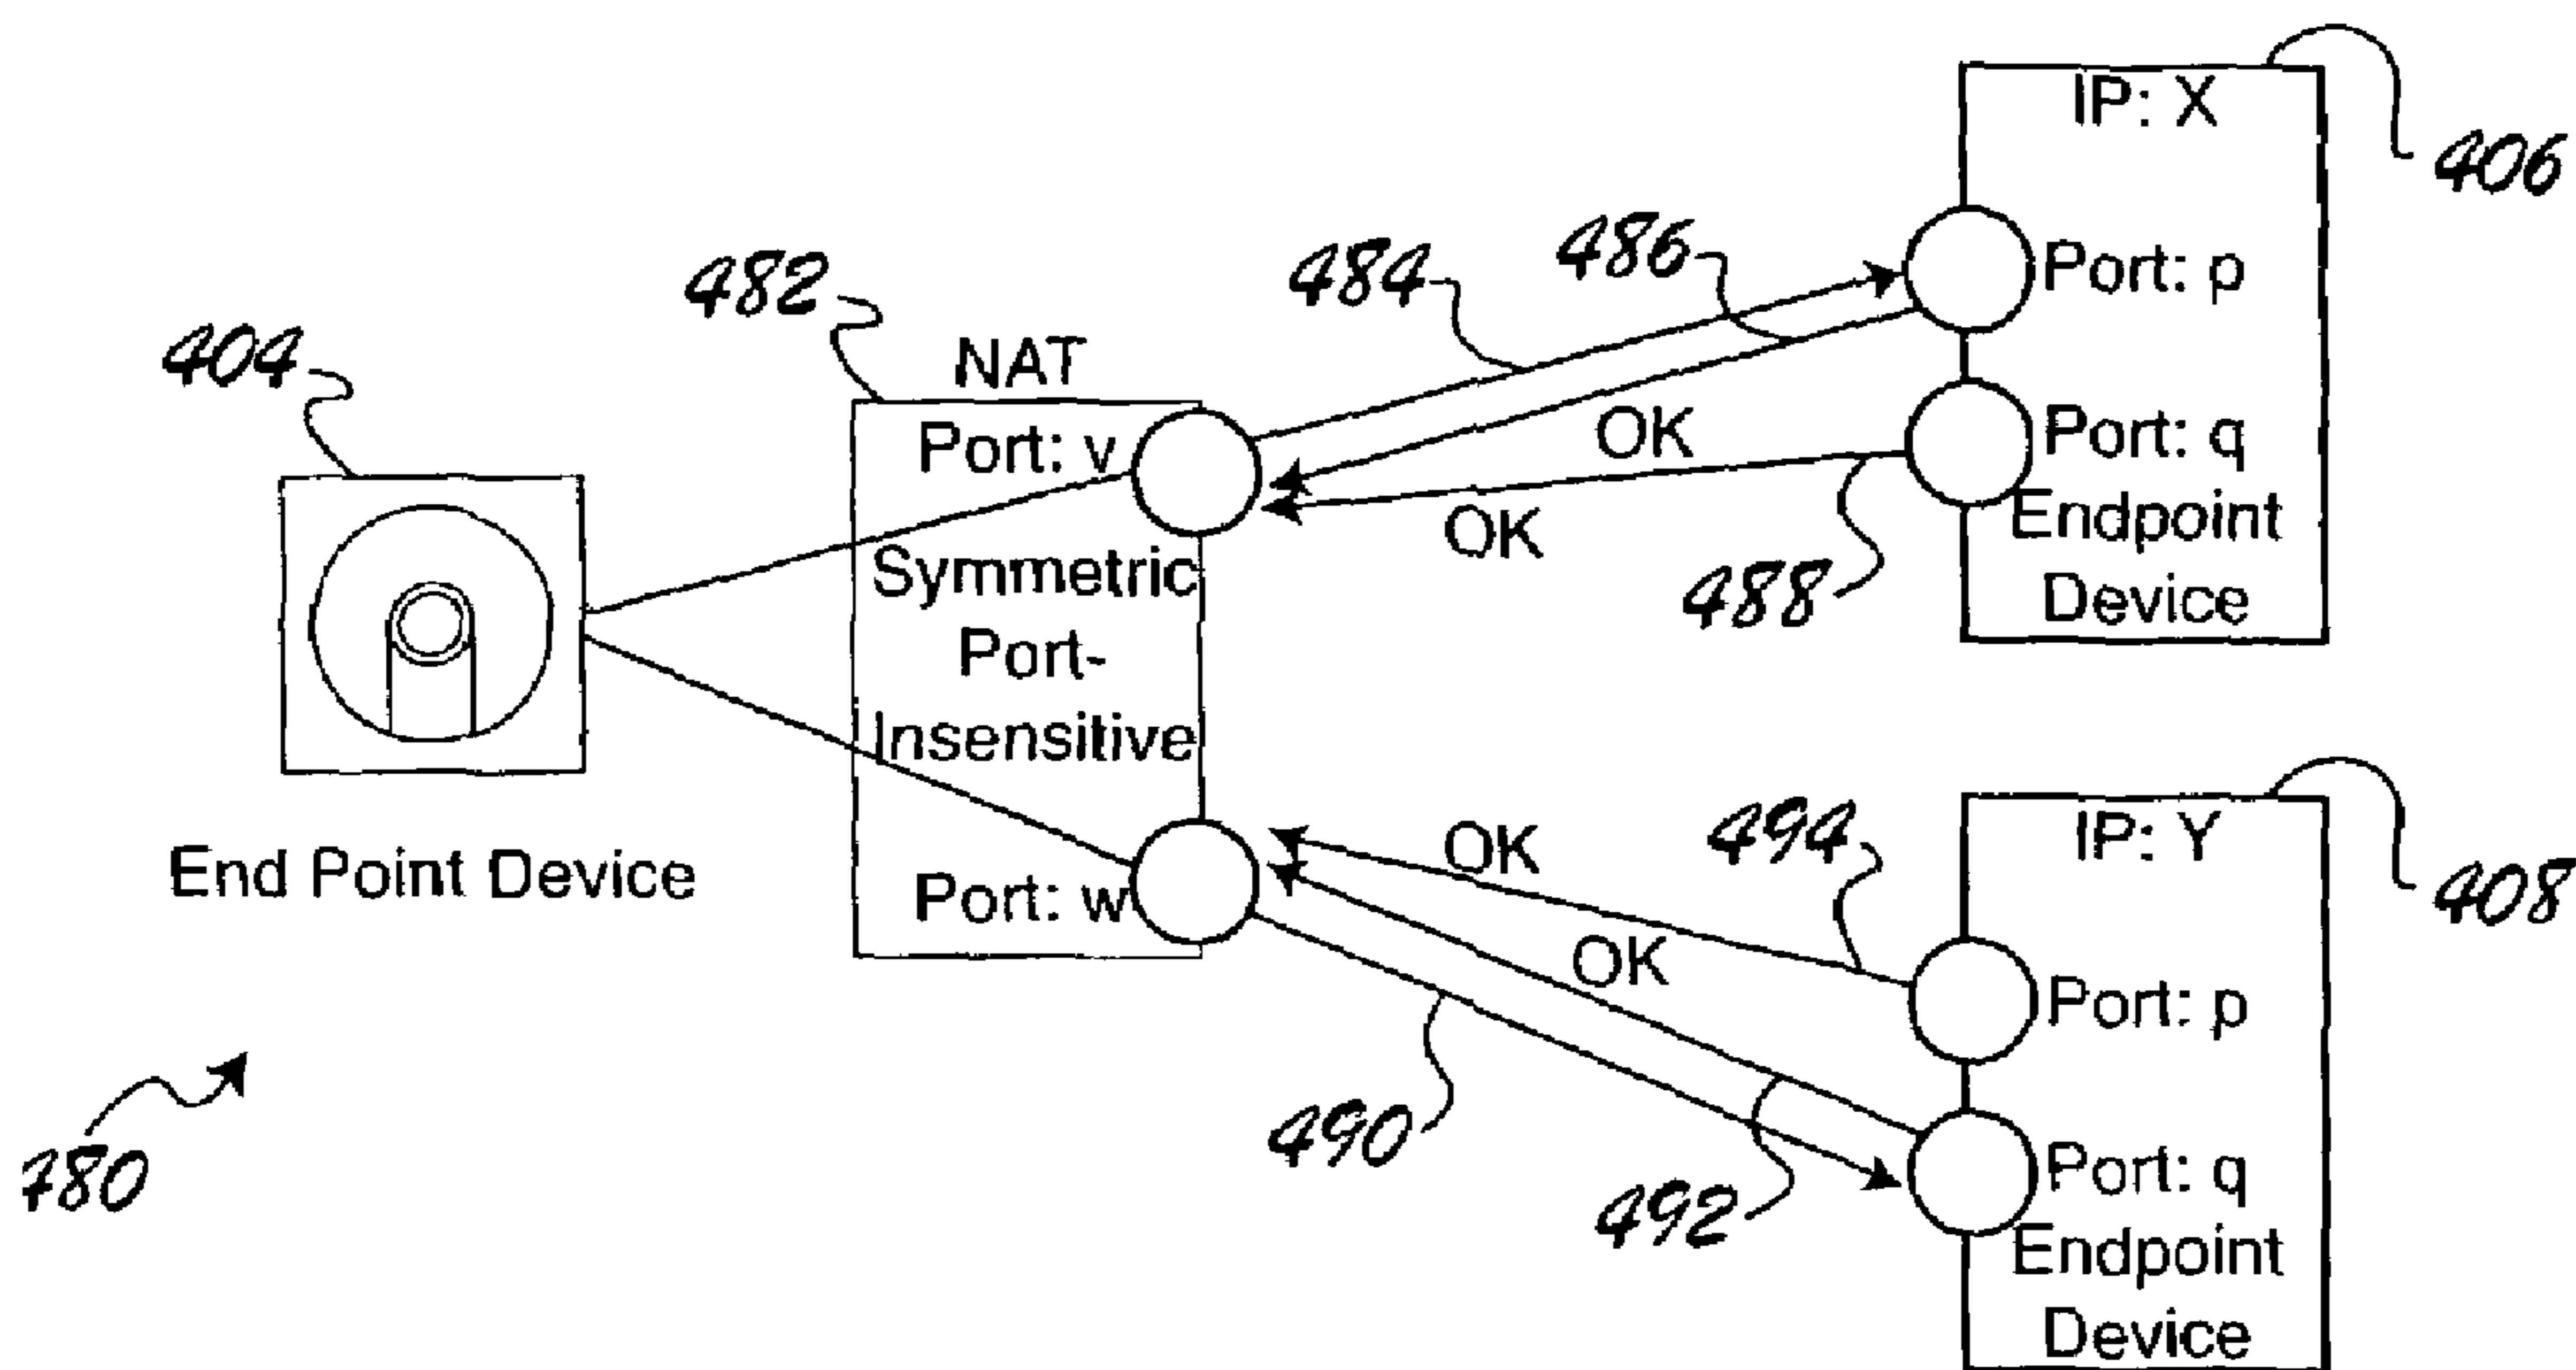 IP: X
406
Port: p
486
484
482
404
NAT
Port: v
OK
Port: q
OK
Endpoint
Device
488
Symmetric
Port-
Insensitive
End Point Device
IP: Y
408
494
OK
Port: w
OK
Port: p
490
492
Port: q
Endpoint
Device
480